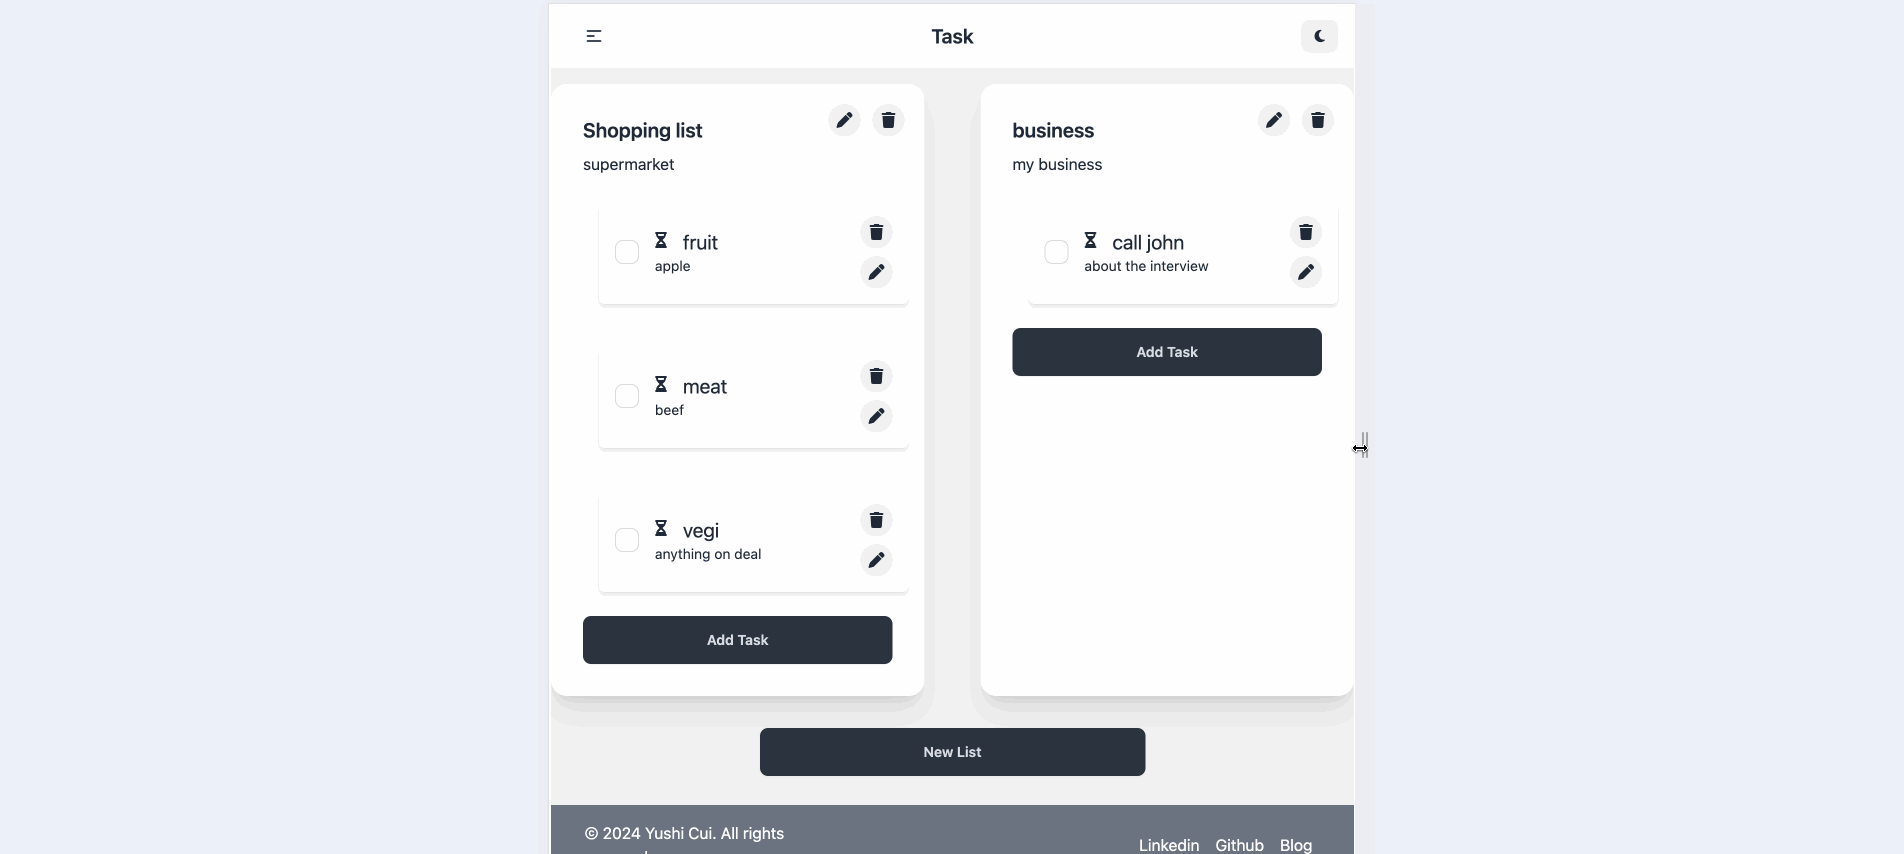 Task
Shopping list
supermarket
fruit
apple
meat
beef
vegi
anything on deal
Add Task
business
my business
call john
about the interview
Add Task
New List
© 2024 Yushi Cui. All rights
Linkedin Github Blog